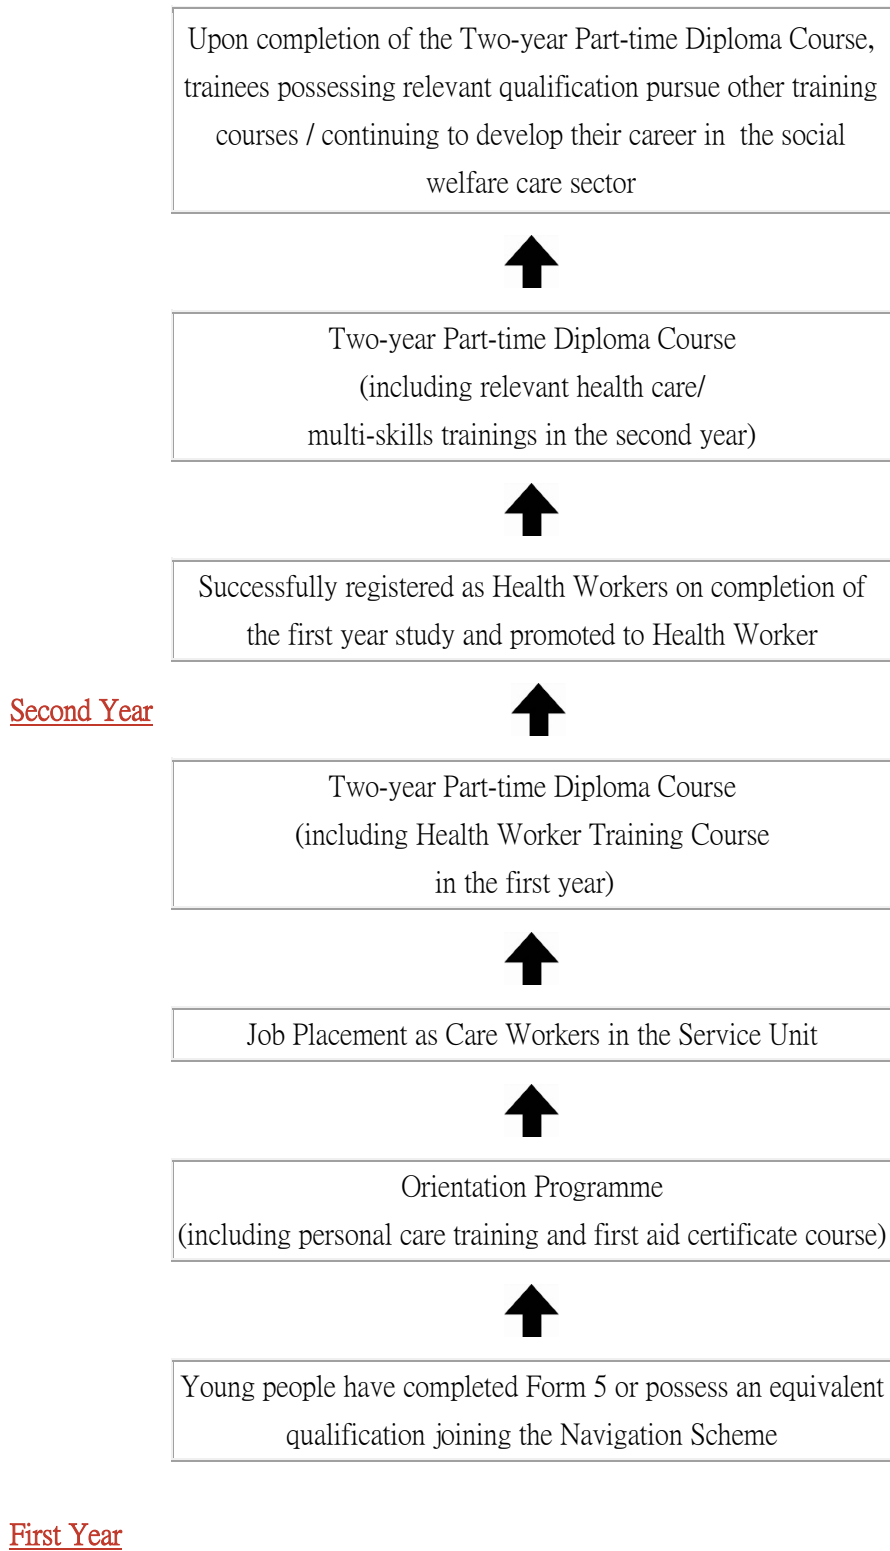 Upon completion of the Two-year Part-time Diploma Course,
trainees possessing relevant qualification pursue other training
courses / continuing to develop their career in the social
welfare care sector
Two-year Part-time Diploma Course
(including relevant health care/
multi-skills trainings in the second year)
Successfully registered as Health Workers on completion of
the first year study and promoted to Health Worker
Second Year
Two-year Part-time Diploma Course
(including Health Worker Training Course
in the first year)
Job Placement as Care Workers in the Service Unit
Orientation Programme
(including personal care training and first aid certificate course)
Young people have completed Form 5 or possess an equivalent
qualification joining the Navigation Scheme
First Year